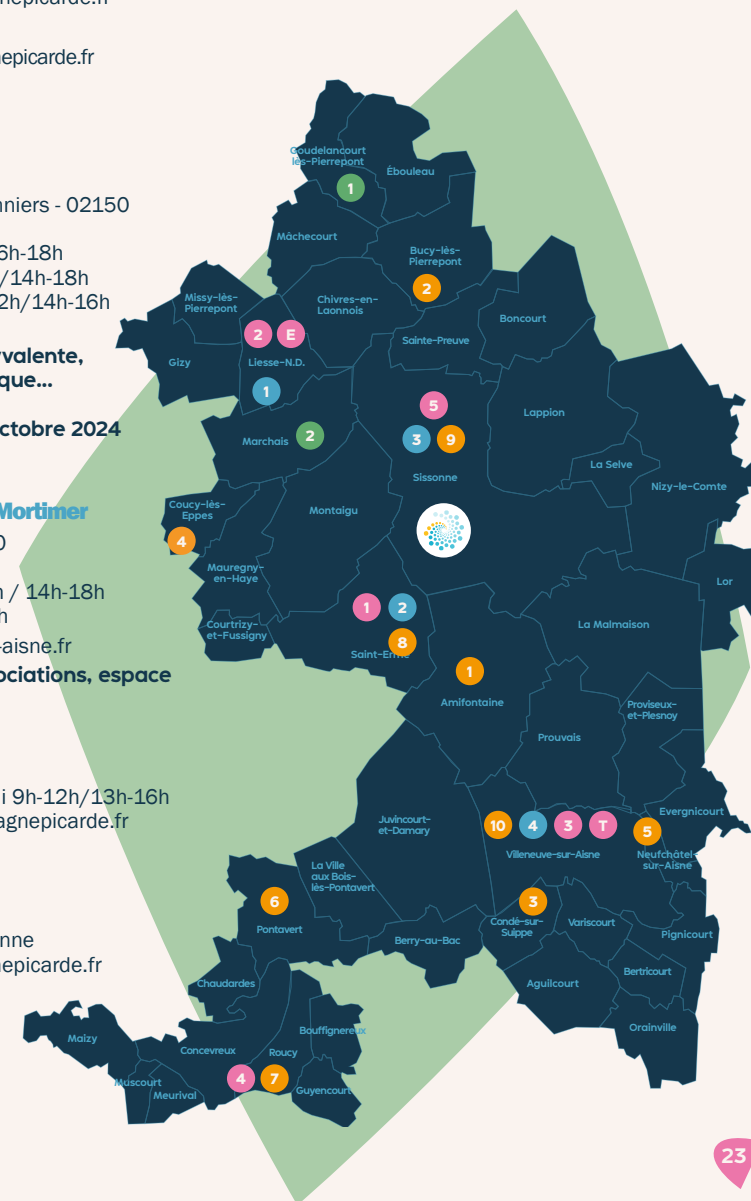 nepicarde.fr
nepicarde.fr
nniers - 02150
6h-18h
/14h-18h
2h/14h-16h
valente,
que...
ctobre 2024
Mortimer
0
n / 14h-18h
h
-aisne.fr
ociations, espace
i 9h-12h/13h-16h
agnepicarde.fr
nne
nepicarde.fr
Goudelancourt
lès-Pierrepont
1
Ébouleau
Mâchecourt
Bucy-lès-
Pierrepont
2
Missy-lès-
Pierrepont
Chivres-en-
Laonnois
Boncourt
2 E
Sainte-Preuve
Gizy
Liesse-N.D.
1
5
Lappion
Marchais
2
3 9
La Selve
Sissonne
Nizy-le-Comte
Coucy-lès-
Eppes
4
Montaigu
Mauregny-
en-Haye
Lor
1 2
Courtrizy-
et-Fussigny
La Malmaison
8
Saint-Erme
1
Amifontaine
Proviseux-
et-Plesnoy
Prouvais
Juvincourt-
et-Damary
10 4 3 T
Evergnicourt
5
Villeneuve-sur-Aisne
Neufchâtel-
sur-Aisne
La Ville
aux Bois-
lès-Pontavert
6
Pontavert
3
Condé-sur-
Suippe
Variscourt
Pignicourt
Berry-au-Bac
Bertricourt
Chaudardes
Aguilcourt
Orainville
Bouffignereux
Maizy
Concevreux
Roucy
4 7
Muscourt
Meurival
Guyencourt
23